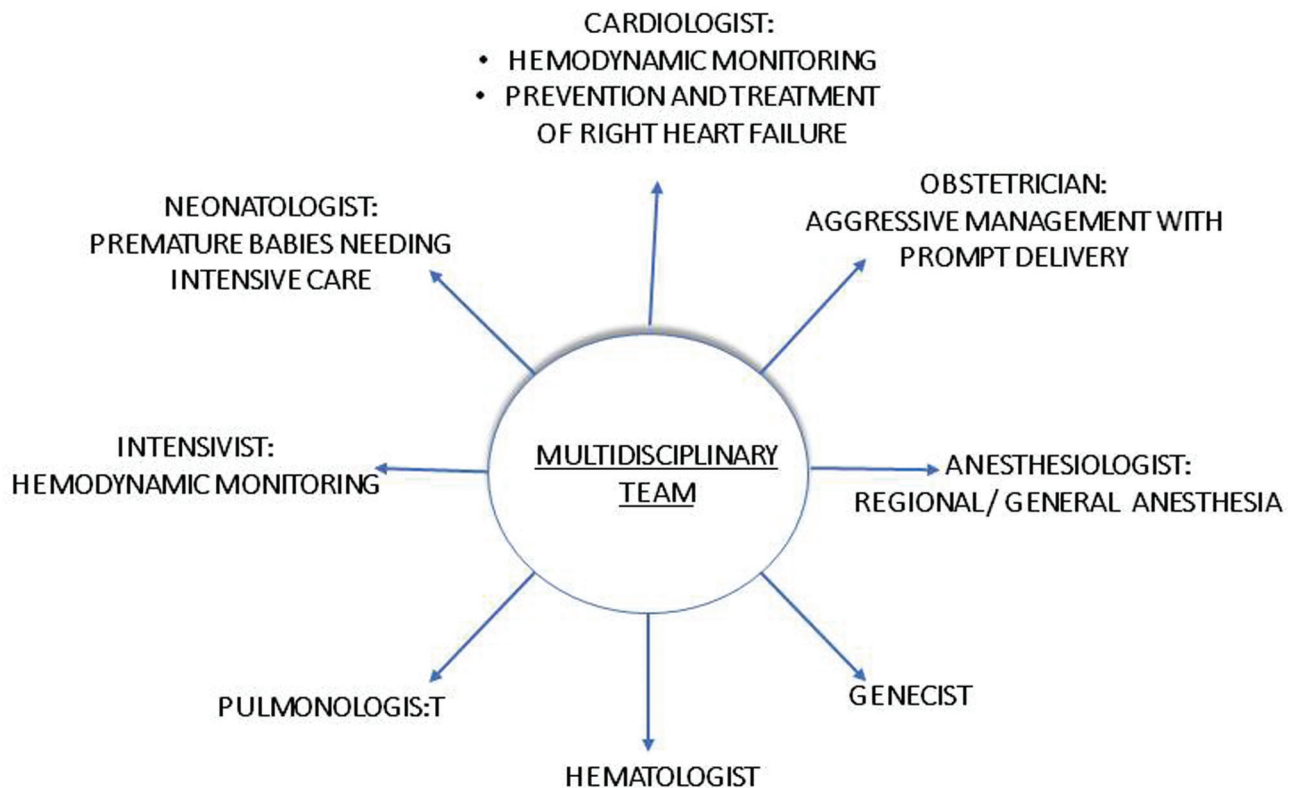 CARDIOLOGIST:
• HEMODYNAMIC MONITORING
• PREVENTION AND TREATMENT
OF RIGHT HEART FAILURE
OBSTETRICIAN:
AGGRESSIVE MANAGEMENT WITH
PROMPT DELIVERY
NEONATOLOGIST:
PREMATURE BABIES NEEDING
INTENSIVE CARE
INTENSIVIST:
HEMODYNAMIC MONITORING
MULTIDISCIPLINARY
TEAM
ANESTHESIOLOGIST:
REGIONAL/ GENERAL ANESTHESIA
PULMONOLOGIS:T
GENECIST
HEMATOLOGIST